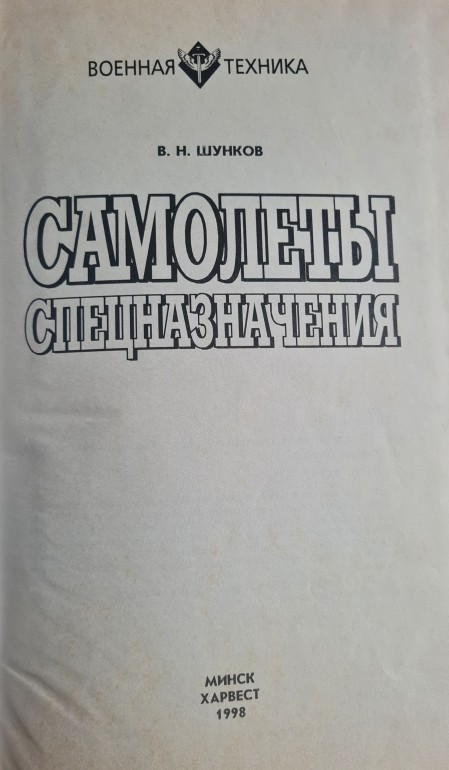 ВОЕННАЯ ТЕХНИКА
В. Н. ШУНКОВ
САМОЛЕТЫ
СПЕЦНАЗНАЧЕНИЯ
МИНСК
ХАРВЕСТ
1998